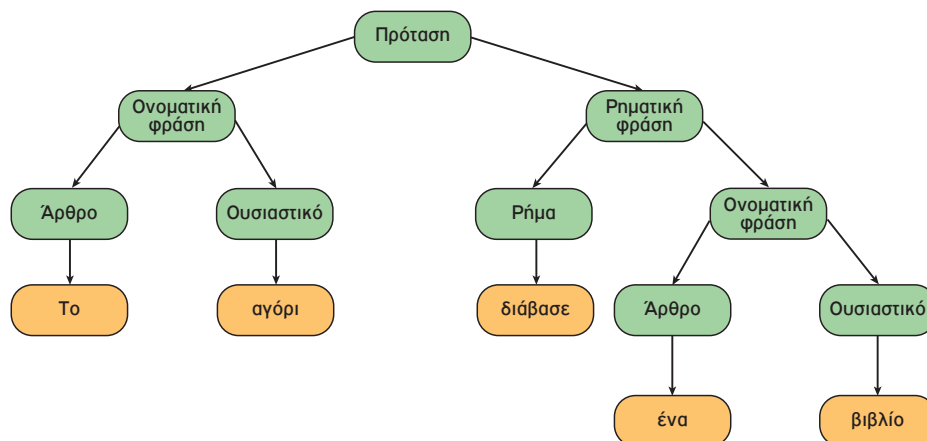 Πρόταση
Ονοματική
φράση
Ρηματική
φράση
Άρθρο
Ουσιαστικό
Ρήμα
Ονοματική
φράση
Το
αγόρι
διάβασε
Άρθρο
Ουσιαστικό
ένα
βιβλίο